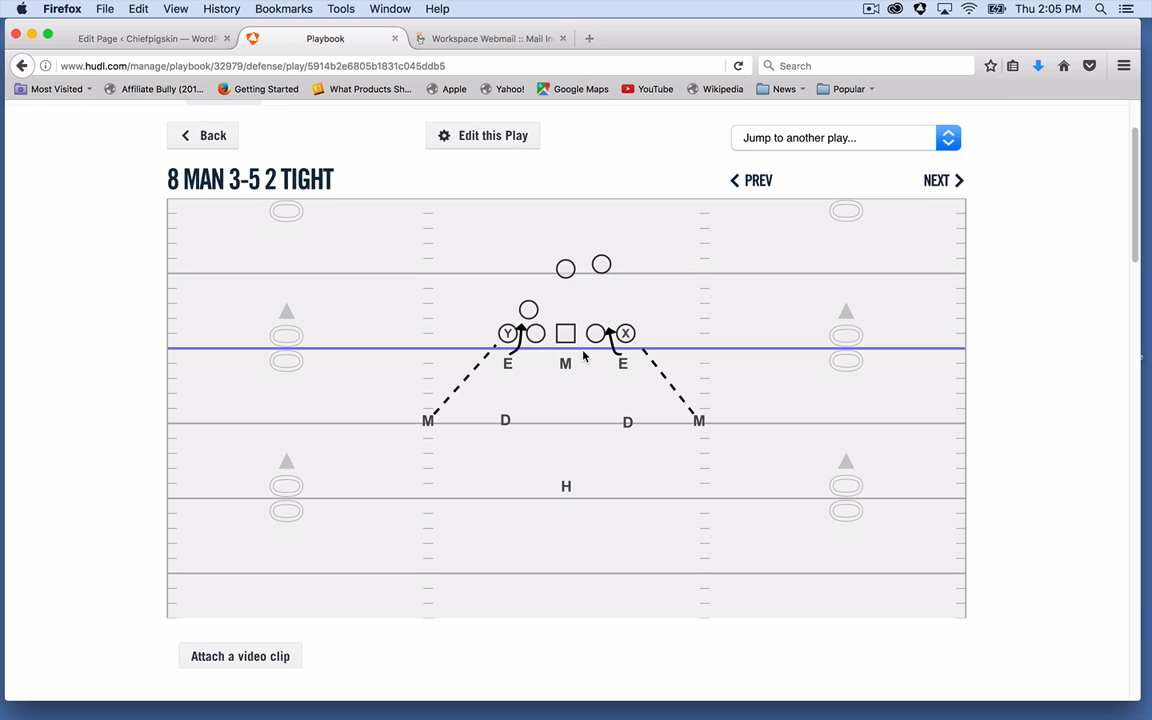 Firefox File Edit View History Bookmarks Tools Window Help Thu 2:05 PM
Edit Page ‹ Chiefpigskin — WordP Playbook Workspace Webmail :: Mail In
www.hudl.com/manage/playbook/32979/defense/play/5914b2e6805b1831c045ddb5 Search
Most Visited Affiliate Bully (201... Getting Started What Products Sh... Apple Yahoo! Google Maps YouTube Wikipedia News Popular
Back Edit this Play Jump to another play...
8 MAN 3-5 2 TIGHT PREV NEXT
Y X
E M E
M D D M
H
Attach a video clip